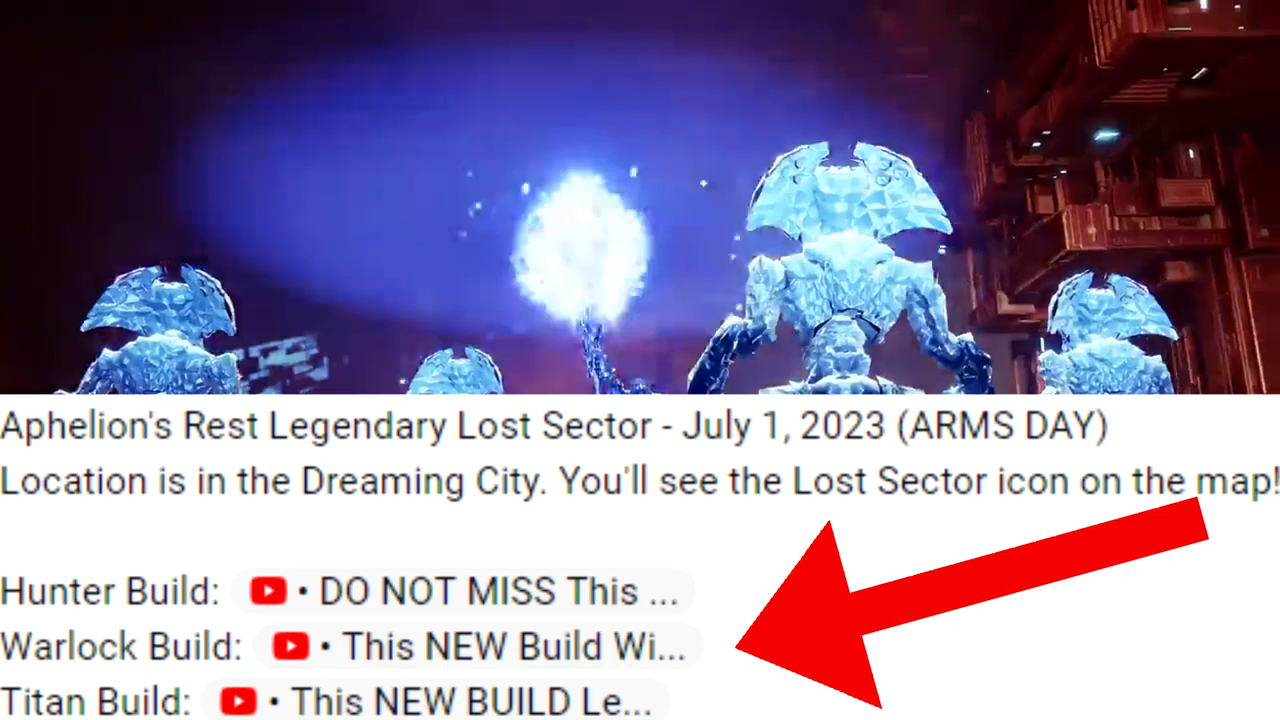 Aphelion's Rest Legendary Lost Sector - July 1, 2023 (ARMS DAY)
Location is in the Dreaming City. You'll see the Lost Sector icon on the map!
Hunter Build: • DO NOT MISS This ...
Warlock Build: • This NEW Build Wi...
Titan Build: • This NEW BUILD Le...